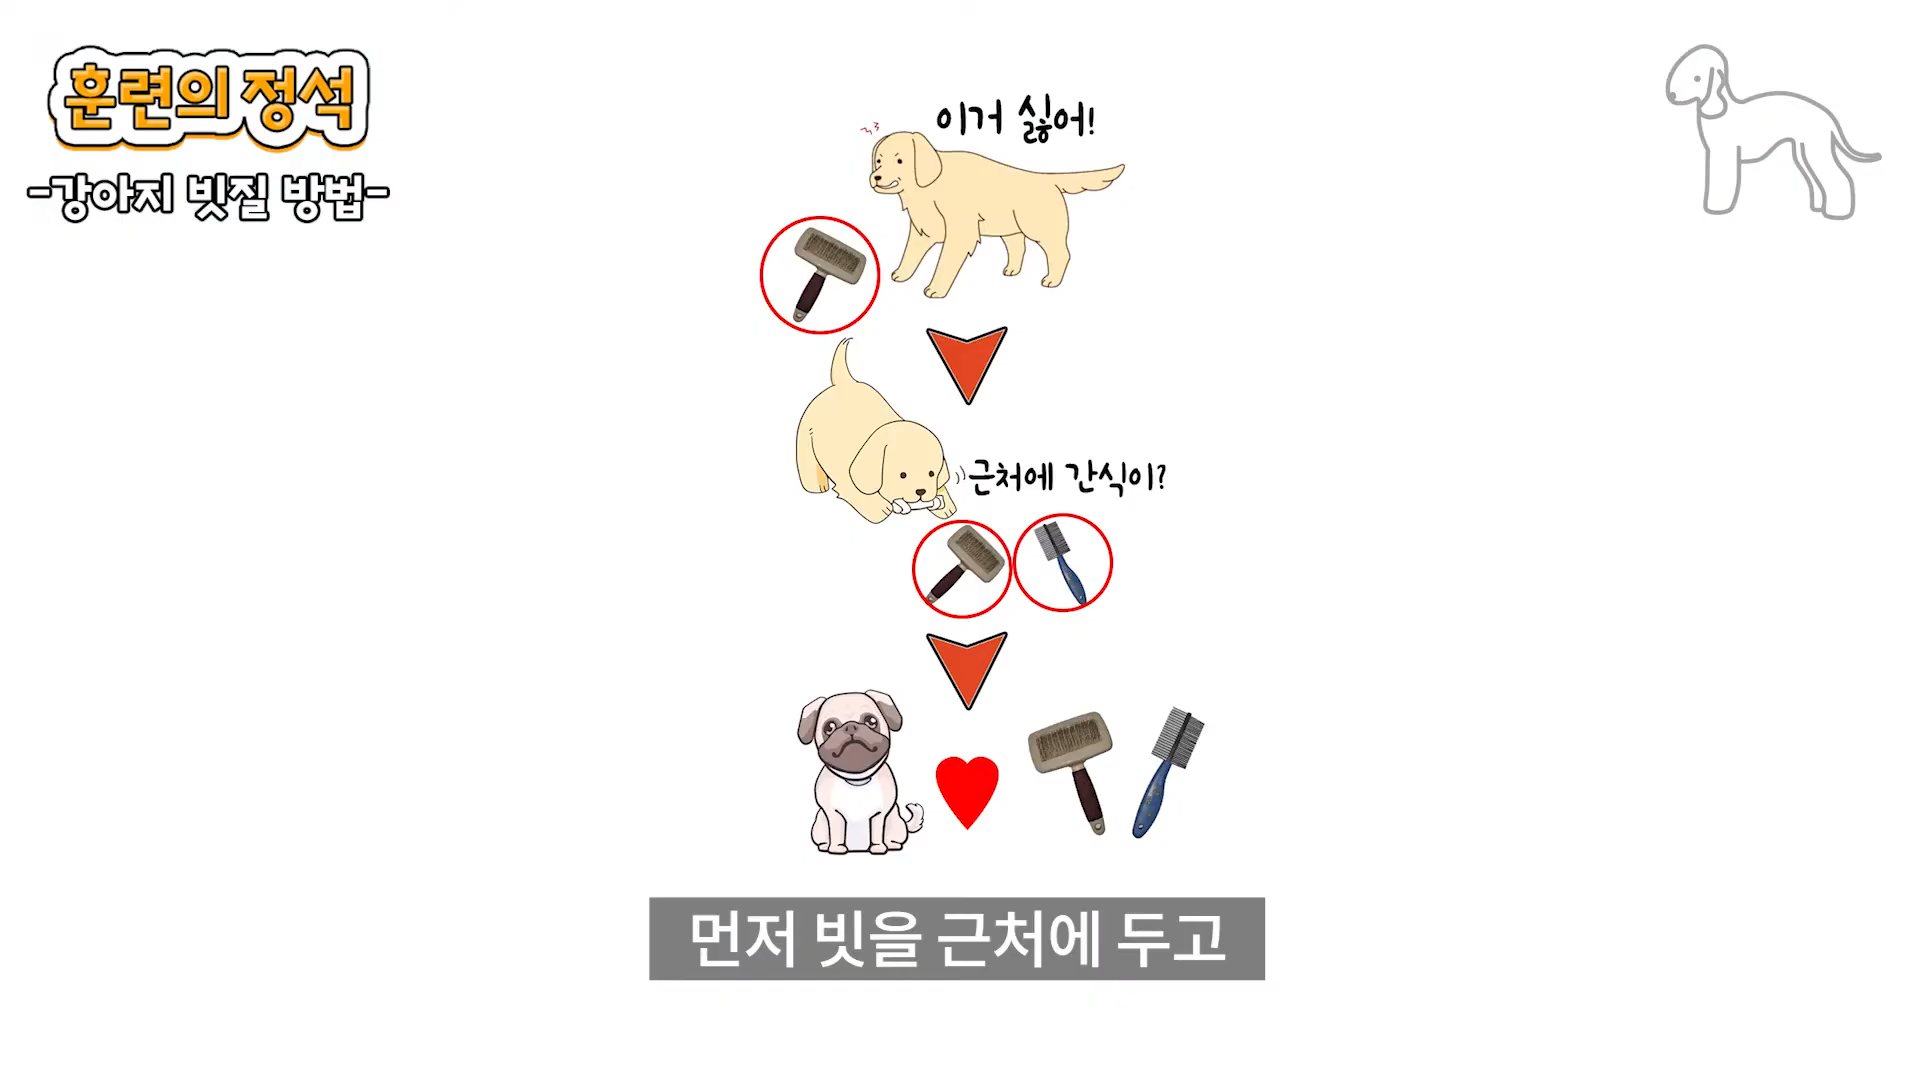 훈련의 정석
-강아지 빗질 방법-
이거 싫어!
근처에 간식이?
먼저 빗을 근처에 두고